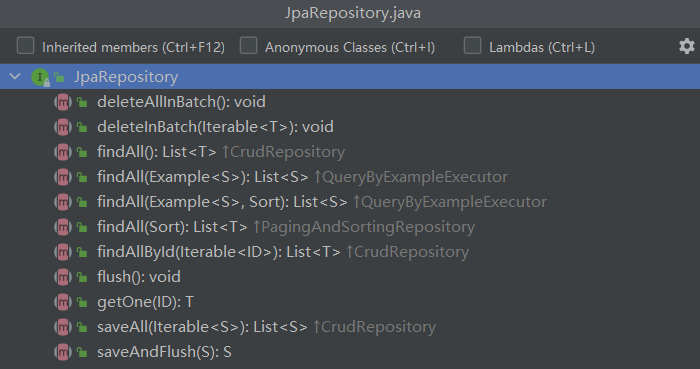 JpaRepository.java
Inherited members (Ctrl+F12) Anonymous Classes (Ctrl+I) Lambdas (Ctrl+L)
I JpaRepository
m deleteAllInBatch(): void
m deleteInBatch(Iterable<T>): void
m findAll(): List<T> ↑CrudRepository
m findAll(Example<S>): List<S> ↑QueryByExampleExecutor
m findAll(Example<S>, Sort): List<S> ↑QueryByExampleExecutor
m findAll(Sort): List<T> ↑PagingAndSortingRepository
m findAllById(Iterable<ID>): List<T> ↑CrudRepository
m flush(): void
m getOne(ID): T
m saveAll(Iterable<S>): List<S> ↑CrudRepository
m saveAndFlush(S): S